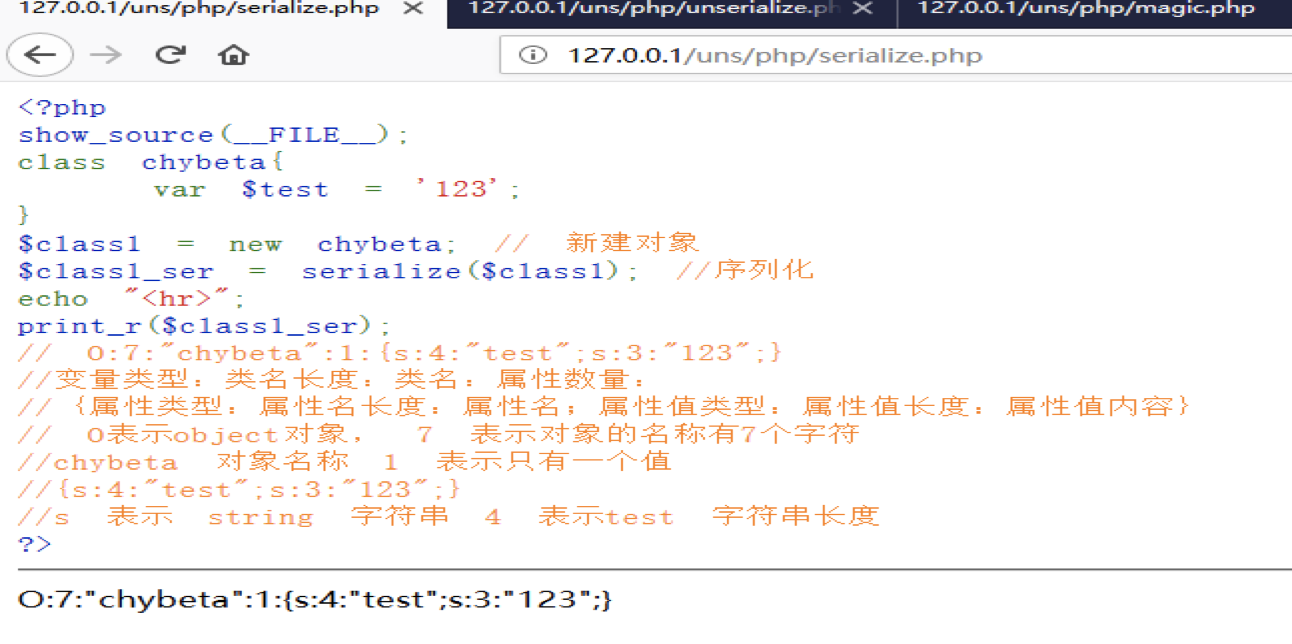 127.0.0.1/uns/php/serialize.php × 127.0.0.1/uns/php/unserialize.ph × 127.0.0.1/uns/php/magic.php
127.0.0.1/uns/php/serialize.php
<?php
show_source(__FILE__);
class chybeta{
var $test = '123';
}
$class1 = new chybeta; // 新建对象
$class1_ser = serialize($class1); //序列化
echo "<hr>";
print_r($class1_ser);
// O:7:"chybeta":1:{s:4:"test";s:3:"123";}
//变量类型：类名长度：类名：属性数量：
// {属性类型：属性名长度：属性名；属性值类型：属性值长度：属性值内容}
// O表示object对象， 7 表示对象的名称有7个字符
//chybeta 对象名称 1 表示只有一个值
//{s:4:"test";s:3:"123";}
//s 表示 string 字符串 4 表示test 字符串长度
?>
O:7:"chybeta":1:{s:4:"test";s:3:"123";}